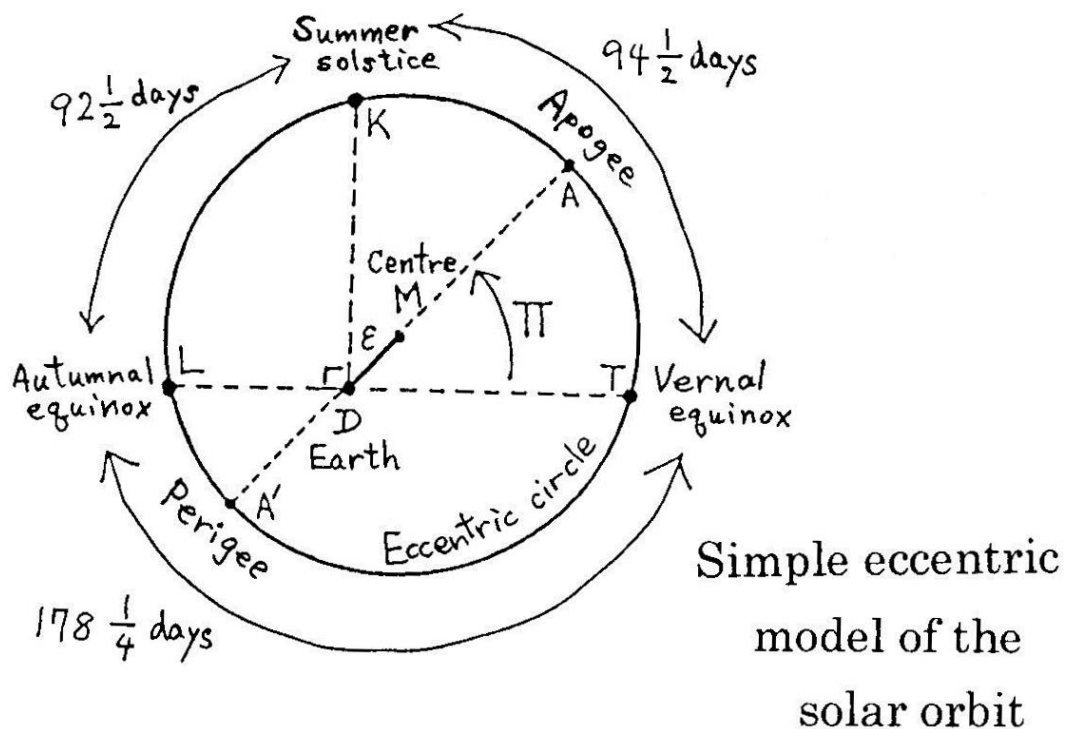 Summer
solstice
94 1/2 days
92 1/2 days
K
Apogee
A
Centre
M
ε
Π
L
Γ
T
Autumnal
equinox
D
Vernal
equinox
Earth
A'
Perigee
Eccentric circle
178 1/4 days
Simple eccentric
model of the
solar orbit